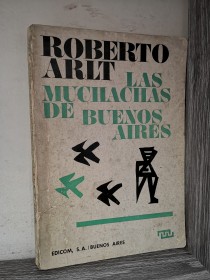 ROBERTO
ARLT
LAS
MUCHACHAS
DE BUENOS
AIRES
EDICOM, S.A./BUENOS AIRES